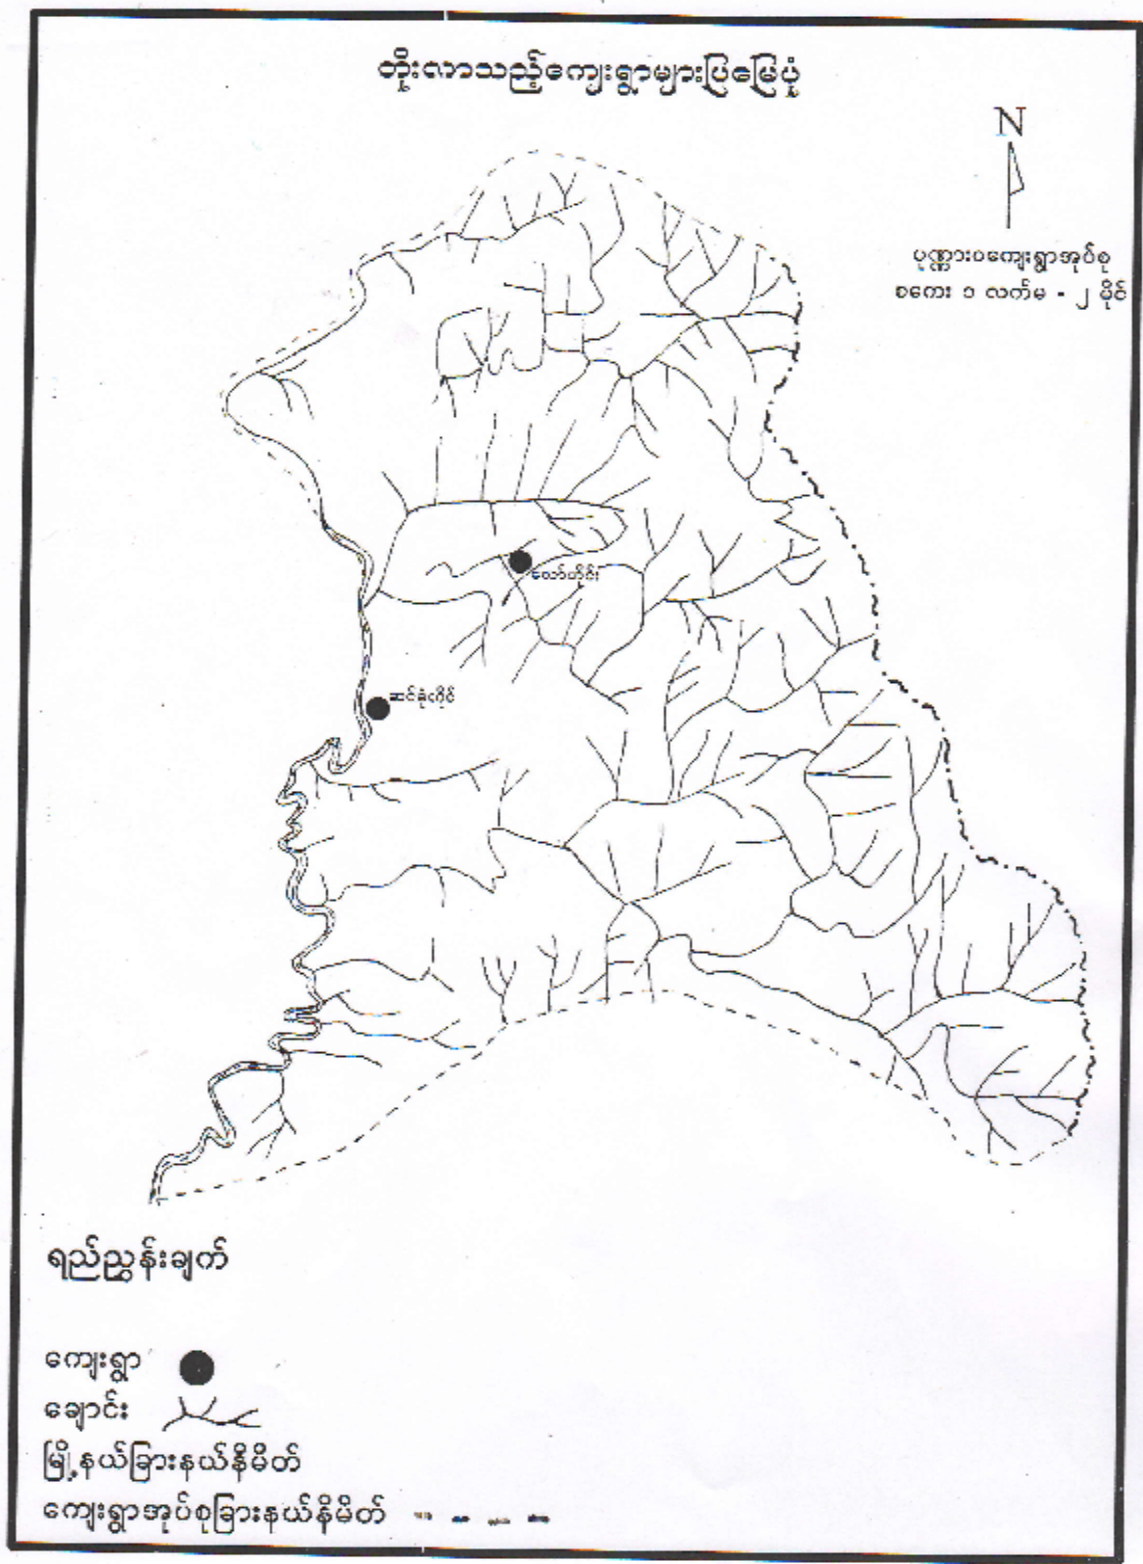 တိုးလာသည့်ကျေးရွာများပြမြေပုံ
N
ပုဏ္ဏားဝကျေးရွာအုပ်စု
စကေး ၁ လက်မ - ၂ မိုင်
ရည်ညွှန်းချက်
ကျေးရွာ
ချောင်း
မြို့နယ်ခြားနယ်နိမိတ်
ကျေးရွာအုပ်စုခြားနယ်နိမိတ်